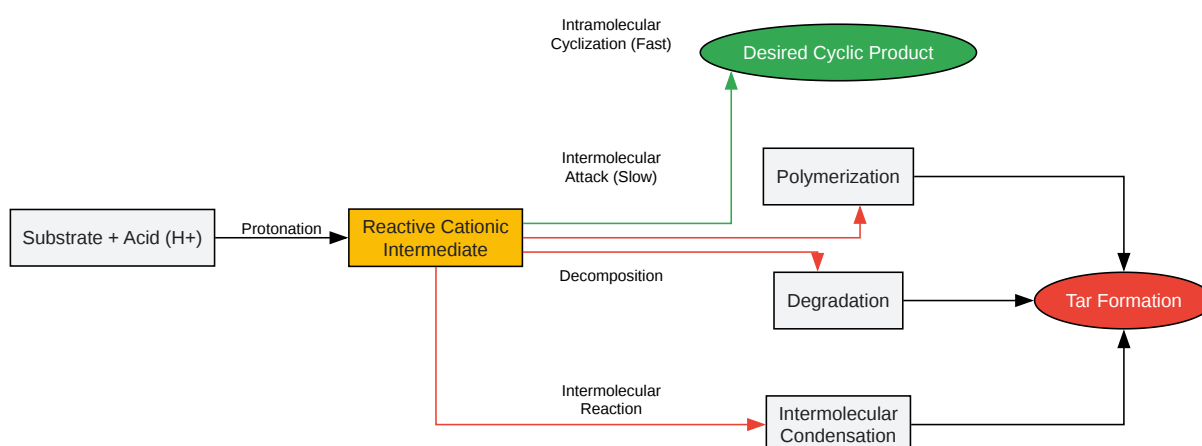 Intramolecular
Cyclization (Fast)
Desired Cyclic Product
Intermolecular
Attack (Slow)
Polymerization
Substrate + Acid (H+)
Protonation
Reactive Cationic
Intermediate
Decomposition
Degradation
Tar Formation
Intermolecular
Reaction
Intermolecular
Condensation